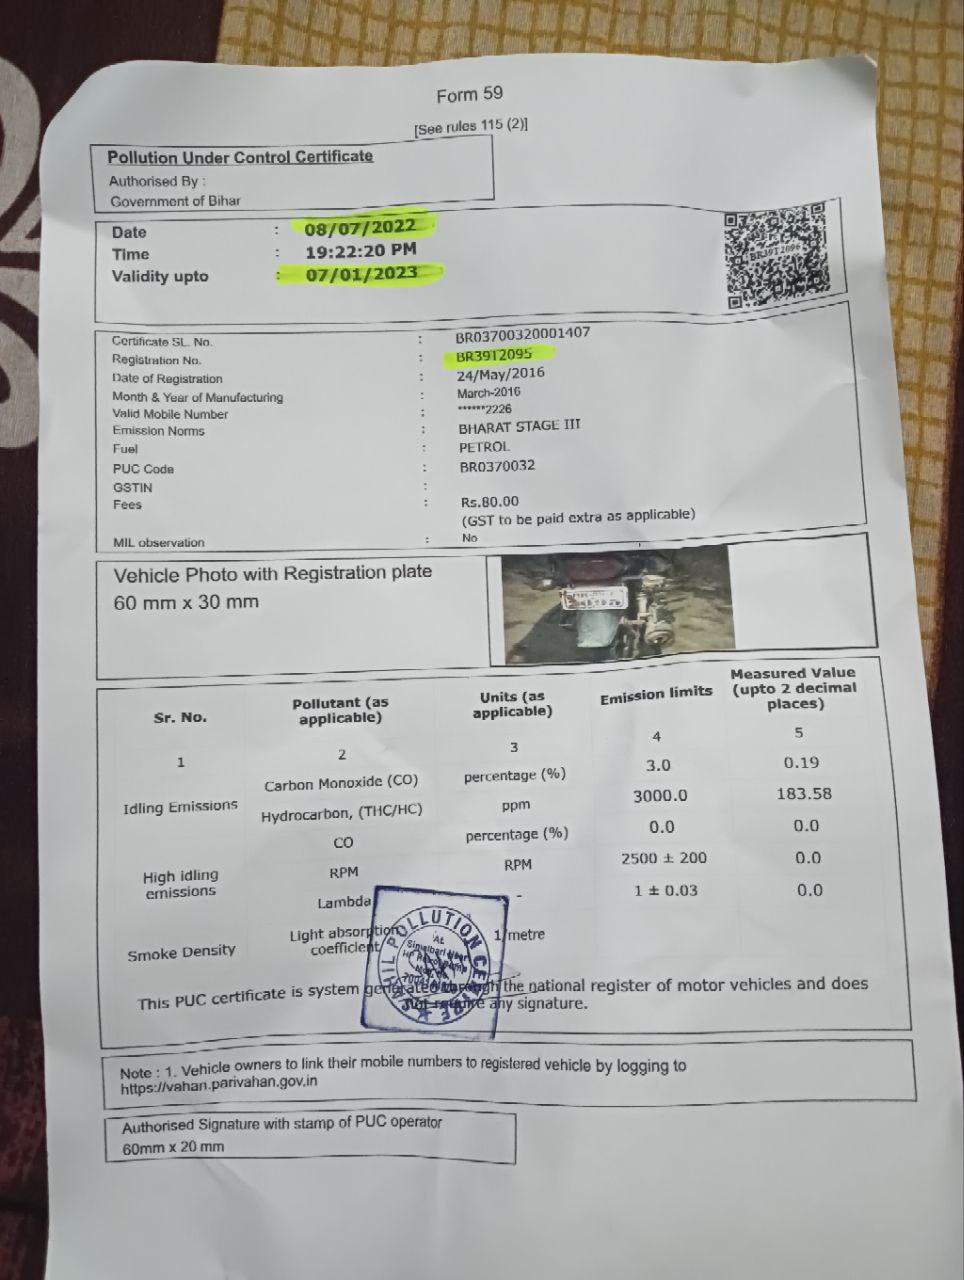 Form 59
[See rules 115 (2)]
Pollution Under Control Certificate
Authorised By :
Government of Bihar
Date : 08/07/2022
Time : 19:22:20 PM
Validity upto : 07/01/2023
Certificate SL. No. : BR03700320001407
Registration No. : BR39T2095
Date of Registration : 24/May/2016
Month & Year of Manufacturing : March-2016
Valid Mobile Number : ******2226
Emission Norms : BHARAT STAGE III
Fuel : PETROL
PUC Code : BR0370032
GSTIN :
Fees : Rs.80.00
(GST to be paid extra as applicable)
MIL observation : No
Vehicle Photo with Registration plate
60 mm x 30 mm
Sr. No. Pollutant (as applicable) Units (as applicable) Emission limits Measured Value (upto 2 decimal places)
1 2 3 4 5
Idling Emissions Carbon Monoxide (CO) percentage (%) 3.0 0.19
Hydrocarbon, (THC/HC) ppm 3000.0 183.58
High idling emissions CO percentage (%) 0.0 0.0
RPM RPM 2500 ± 200 0.0
Lambda - 1 ± 0.03 0.0
Smoke Density Light absorption coefficient 1/metre
POLLUTION CENTRE
At
Simalbari Near
This PUC certificate is system generated through the national register of motor vehicles and does
not require any signature.
Note : 1. Vehicle owners to link their mobile numbers to registered vehicle by logging to
https://vahan.parivahan.gov.in
Authorised Signature with stamp of PUC operator
60mm x 20 mm